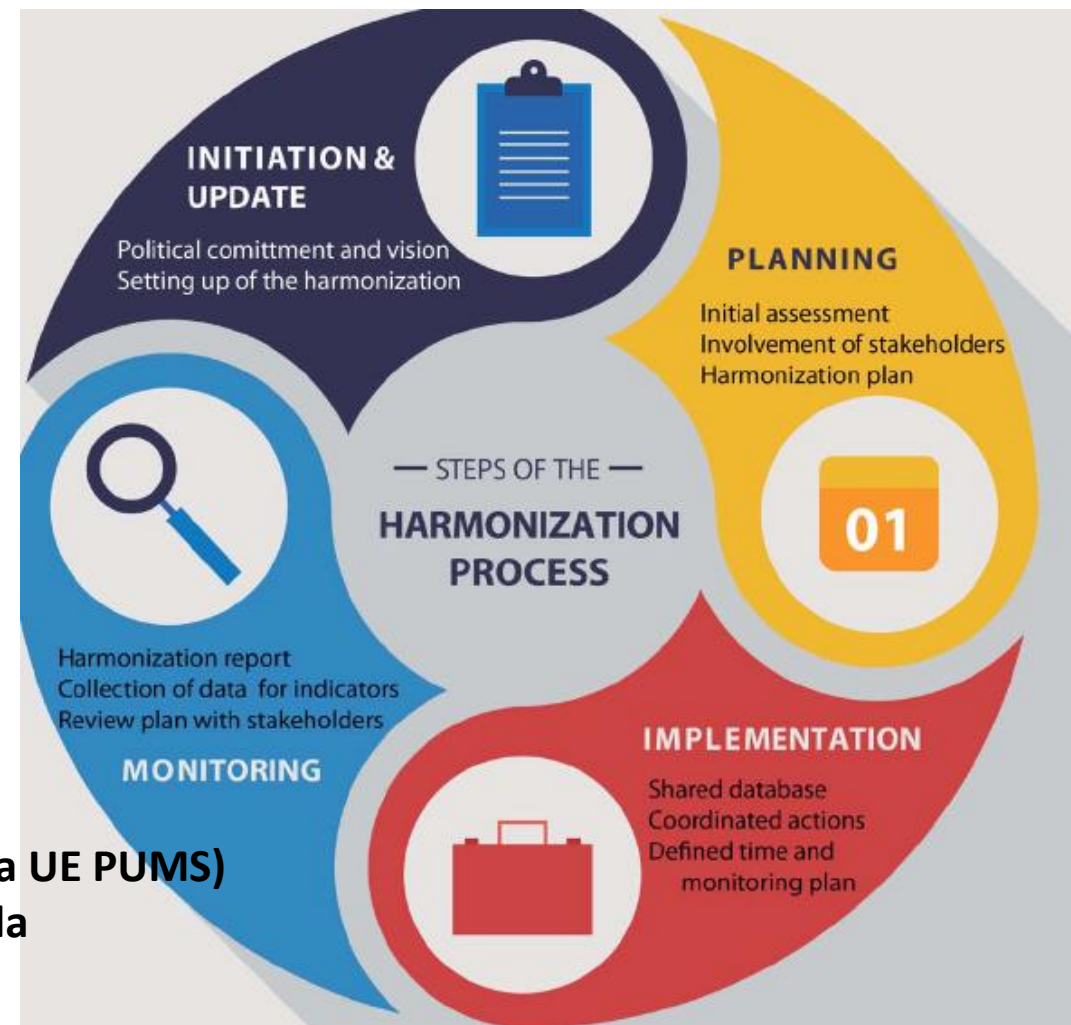 INITIATION &
UPDATE
Political comittment and vision
Setting up of the harmonization
PLANNING
Initial assessment
Involvement of stakeholders
Harmonization plan
01
— STEPS OF THE —
HARMONIZATION
PROCESS
Harmonization report
Collection of data for indicators
Review plan with stakeholders
MONITORING
IMPLEMENTATION
Shared database
Coordinated actions
Defined time and
monitoring plan
a UE PUMS)
la